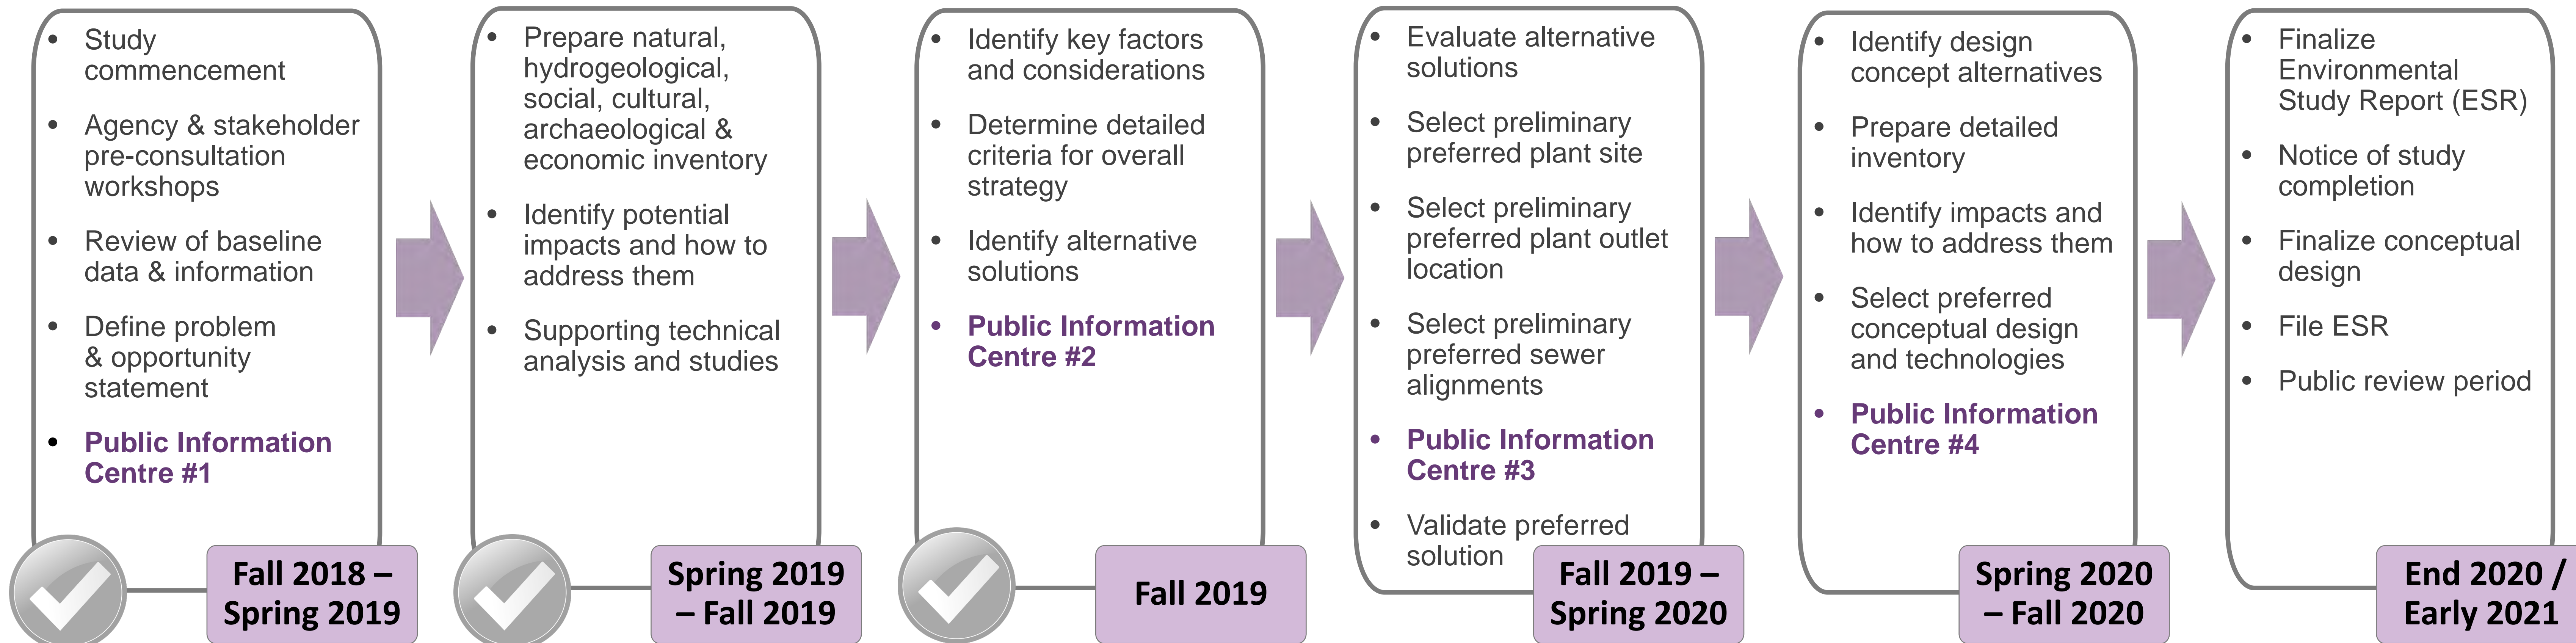 • Study
commencement
• Agency & stakeholder
pre-consultation
workshops
• Review of baseline
data & information
• Define problem
& opportunity
statement
• Public Information
Centre #1
Fall 2018 –
Spring 2019
• Prepare natural,
hydrogeological,
social, cultural,
archaeological &
economic inventory
• Identify potential
impacts and how to
address them
• Supporting technical
analysis and studies
Spring 2019
– Fall 2019
• Identify key factors
and considerations
• Determine detailed
criteria for overall
strategy
• Identify alternative
solutions
• Public Information
Centre #2
Fall 2019
• Evaluate alternative
solutions
• Select preliminary
preferred plant site
• Select preliminary
preferred plant outlet
location
• Select preliminary
preferred sewer
alignments
• Public Information
Centre #3
• Validate preferred
solution
Fall 2019 –
Spring 2020
• Identify design
concept alternatives
• Prepare detailed
inventory
• Identify impacts and
how to address them
• Select preferred
conceptual design
and technologies
• Public Information
Centre #4
Spring 2020
– Fall 2020
• Finalize
Environmental
Study Report (ESR)
• Notice of study
completion
• Finalize conceptual
design
• File ESR
• Public review period
End 2020 /
Early 2021